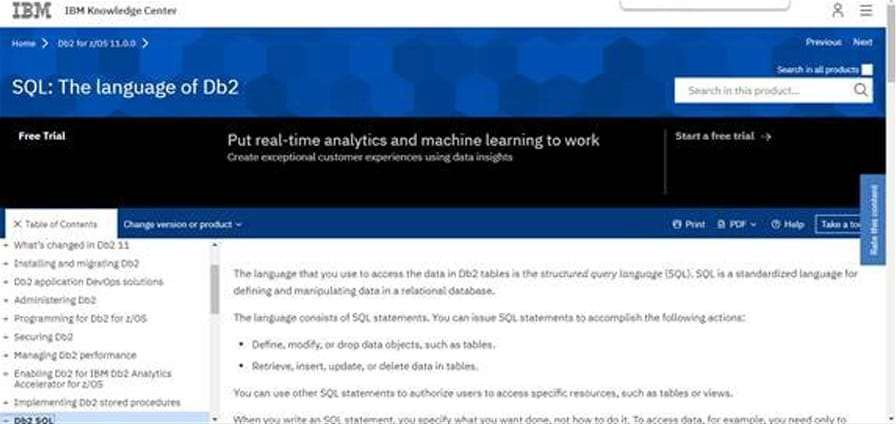 IBM IBM Knowledge Center
Home Db2 for z/OS 11.0.0
Previous Next
Search in all products
SQL: The language of Db2
Search in this product...
Free Trial
Put real-time analytics and machine learning to work
Create exceptional customer experiences using data insights
Start a free trial →
Rate this content
× Table of Contents
Change version or product
Print PDF Help Take a
What's changed in Db2 11
Installing and migrating Db2
Db2 application DevOps solutions
Administering Db2
Programming for Db2 for z/OS
Securing Db2
Managing Db2 performance
Enabling Db2 for IBM Db2 Analytics
Accelerator for z/OS
Implementing Db2 stored procedures
Db2 SQL
The language that you use to access the data in Db2 tables is the structured query language (SQL). SQL is a standardized language for
defining and manipulating data in a relational database.
The language consists of SQL statements. You can issue SQL statements to accomplish the following actions:
• Define, modify, or drop data objects, such as tables.
• Retrieve, insert, update, or delete data in tables.
You can use other SQL statements to authorize users to access specific resources, such as tables or views.
When you write an SQL statement, you specify what you want done, not how to do it. To access data, for example, you need only to